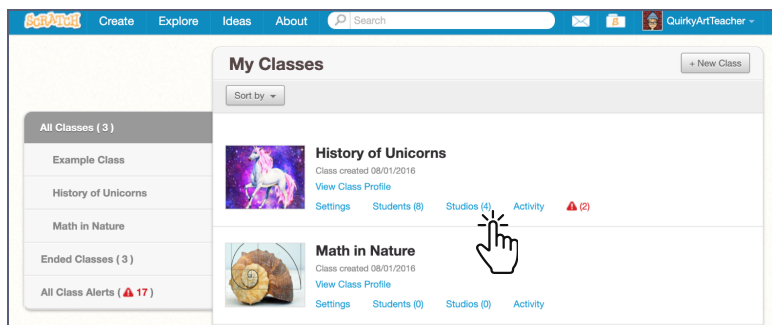 SCRATCH Create Explore Ideas About Search QuirkyArtTeacher
My Classes + New Class
Sort by
All Classes ( 3 )
Example Class
History of Unicorns
Math in Nature
Ended Classes ( 3 )
All Class Alerts ( 17 )
History of Unicorns
Class created 08/01/2016
View Class Profile
Settings Students (8) Studios (4) Activity (2)
Math in Nature
Class created 08/01/2016
View Class Profile
Settings Students (0) Studios (0) Activity